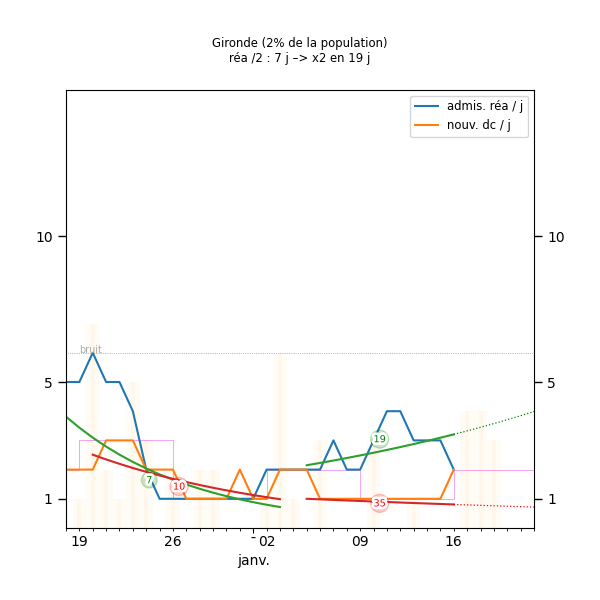 Gironde (2% de la population)
réa /2 : 7 j –> x2 en 19 j
admis. réa / j
nouv. dc / j
10
10
bruit
5
5
19
7
10
35
1
1
19
26
02
09
16
janv.